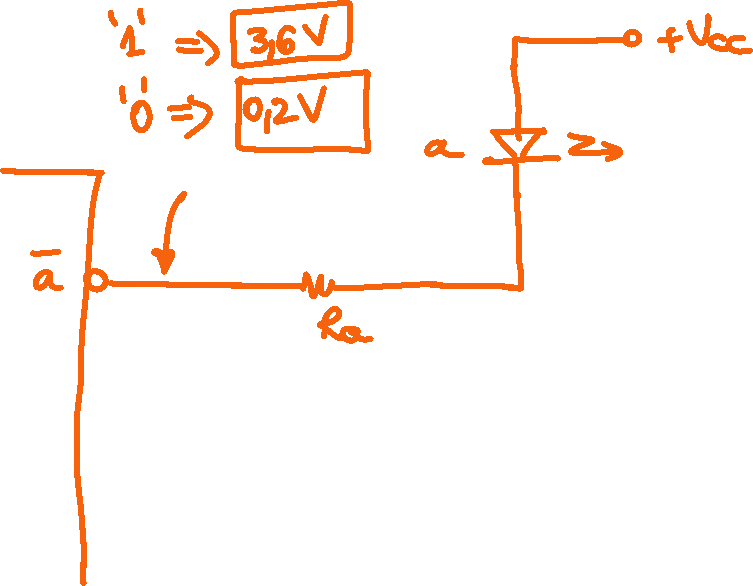 '1' => 3,6V
'0' => 0,2V
+Vcc
a
a̅
Ra